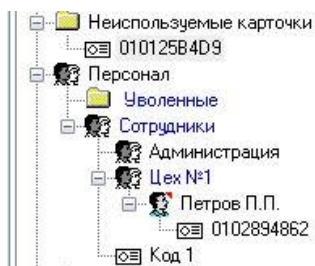 Неиспользуемые карточки
010125B4D9
Персонал
Уволенные
Сотрудники
Администрация
Цех №1
Петров П.П.
0102894862
Код 1